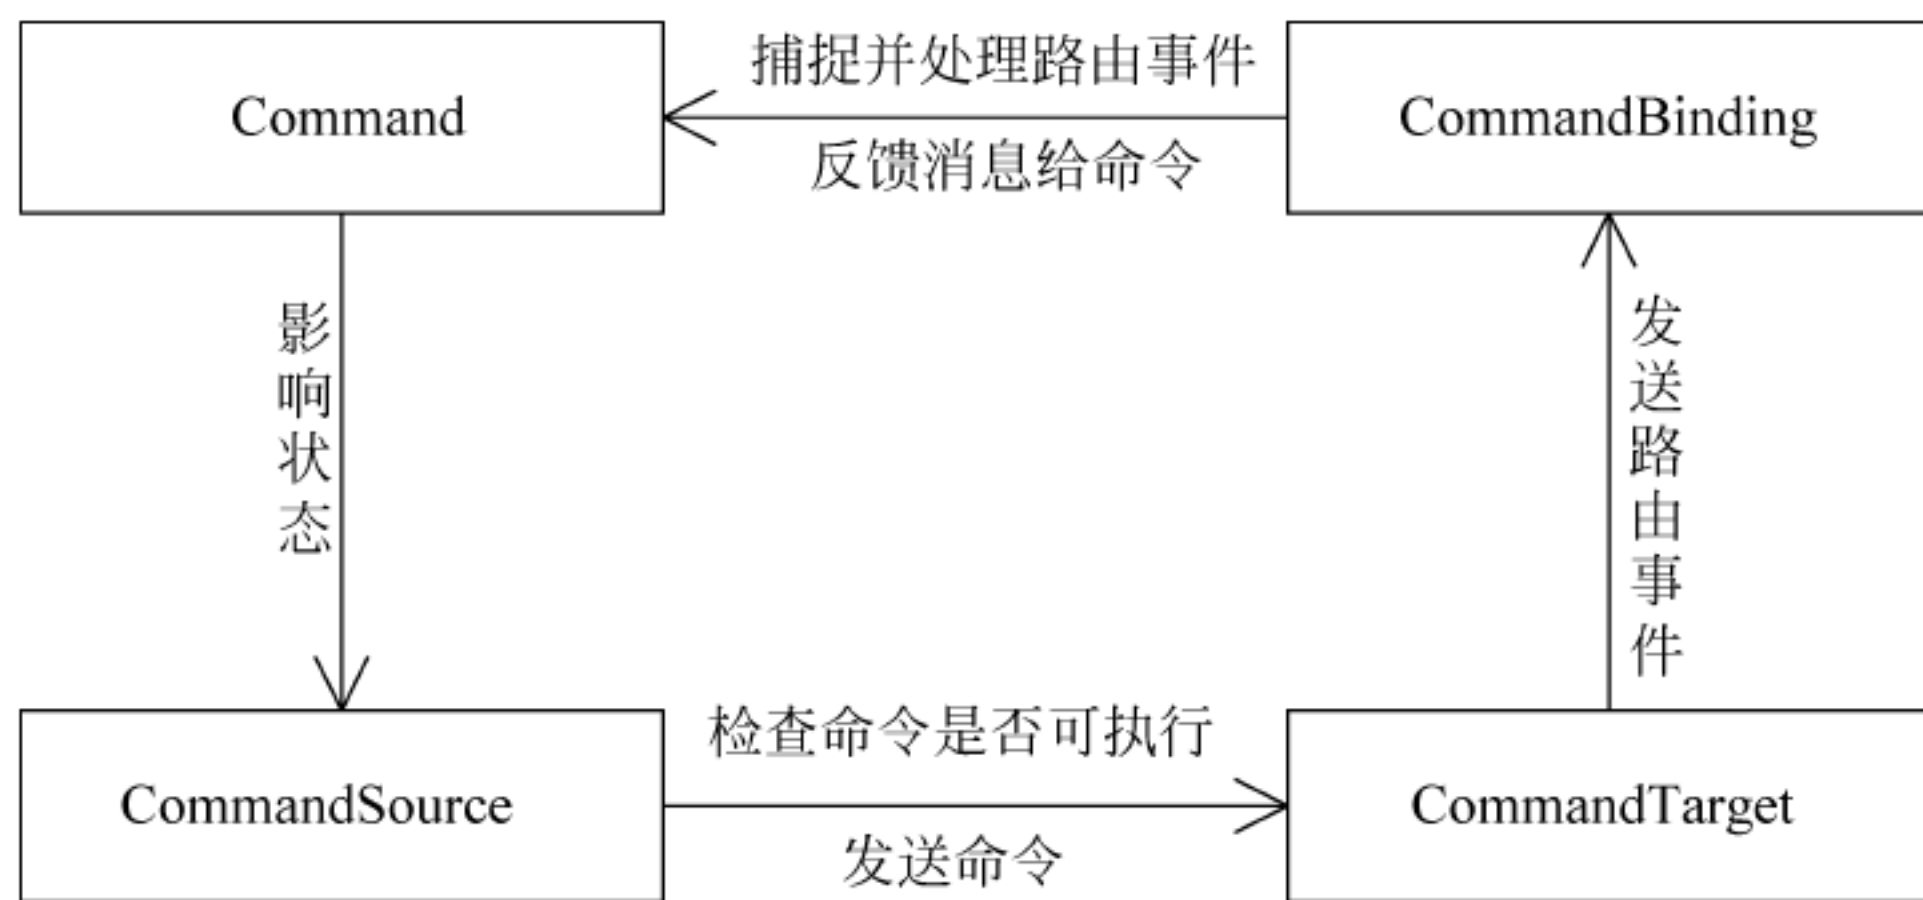 Command
捕捉并处理路由事件
反馈消息给命令
CommandBinding
影响状态
发送路由事件
CommandSource
检查命令是否可执行
发送命令
CommandTarget